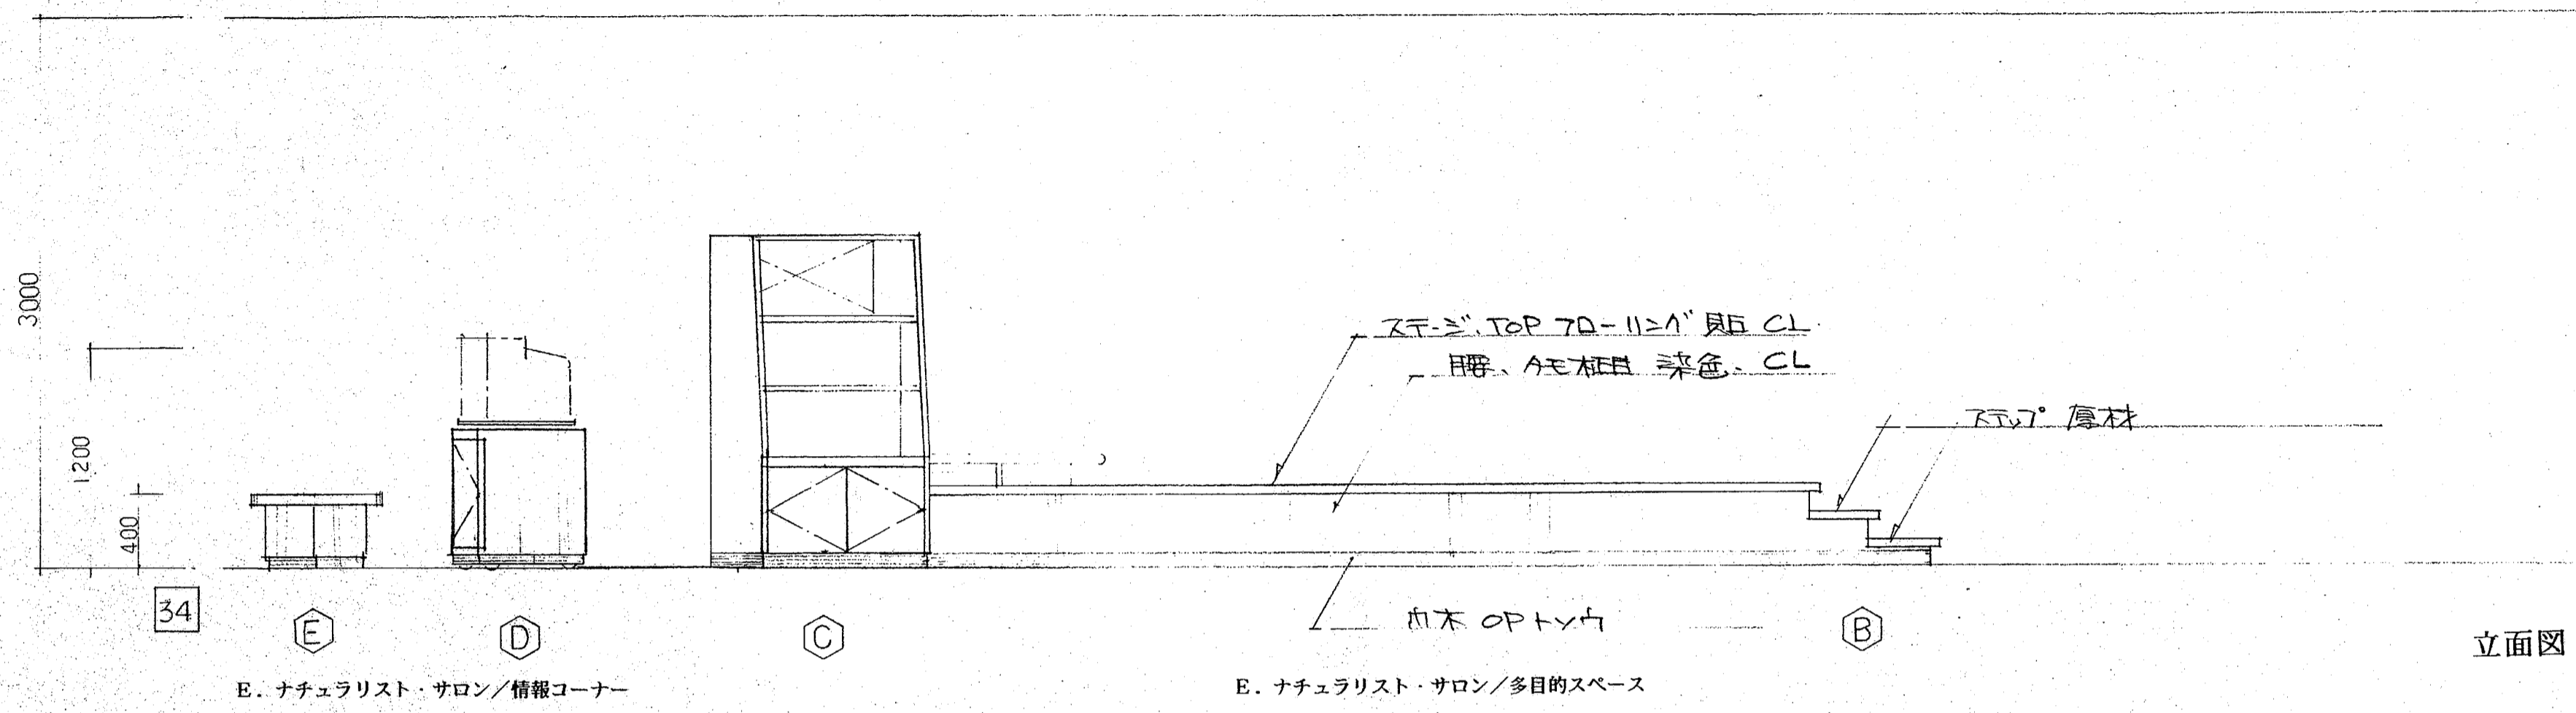 3000
1200
400
ステージ、TOP フローリング 貼 CL
腰、タモ柾目 染色、CL
ステップ 厚材
巾木 OPトソウ
34
E
D
C
B
立面図
E. ナチュラリスト・サロン／情報コーナー
E. ナチュラリスト・サロン／多目的スペース